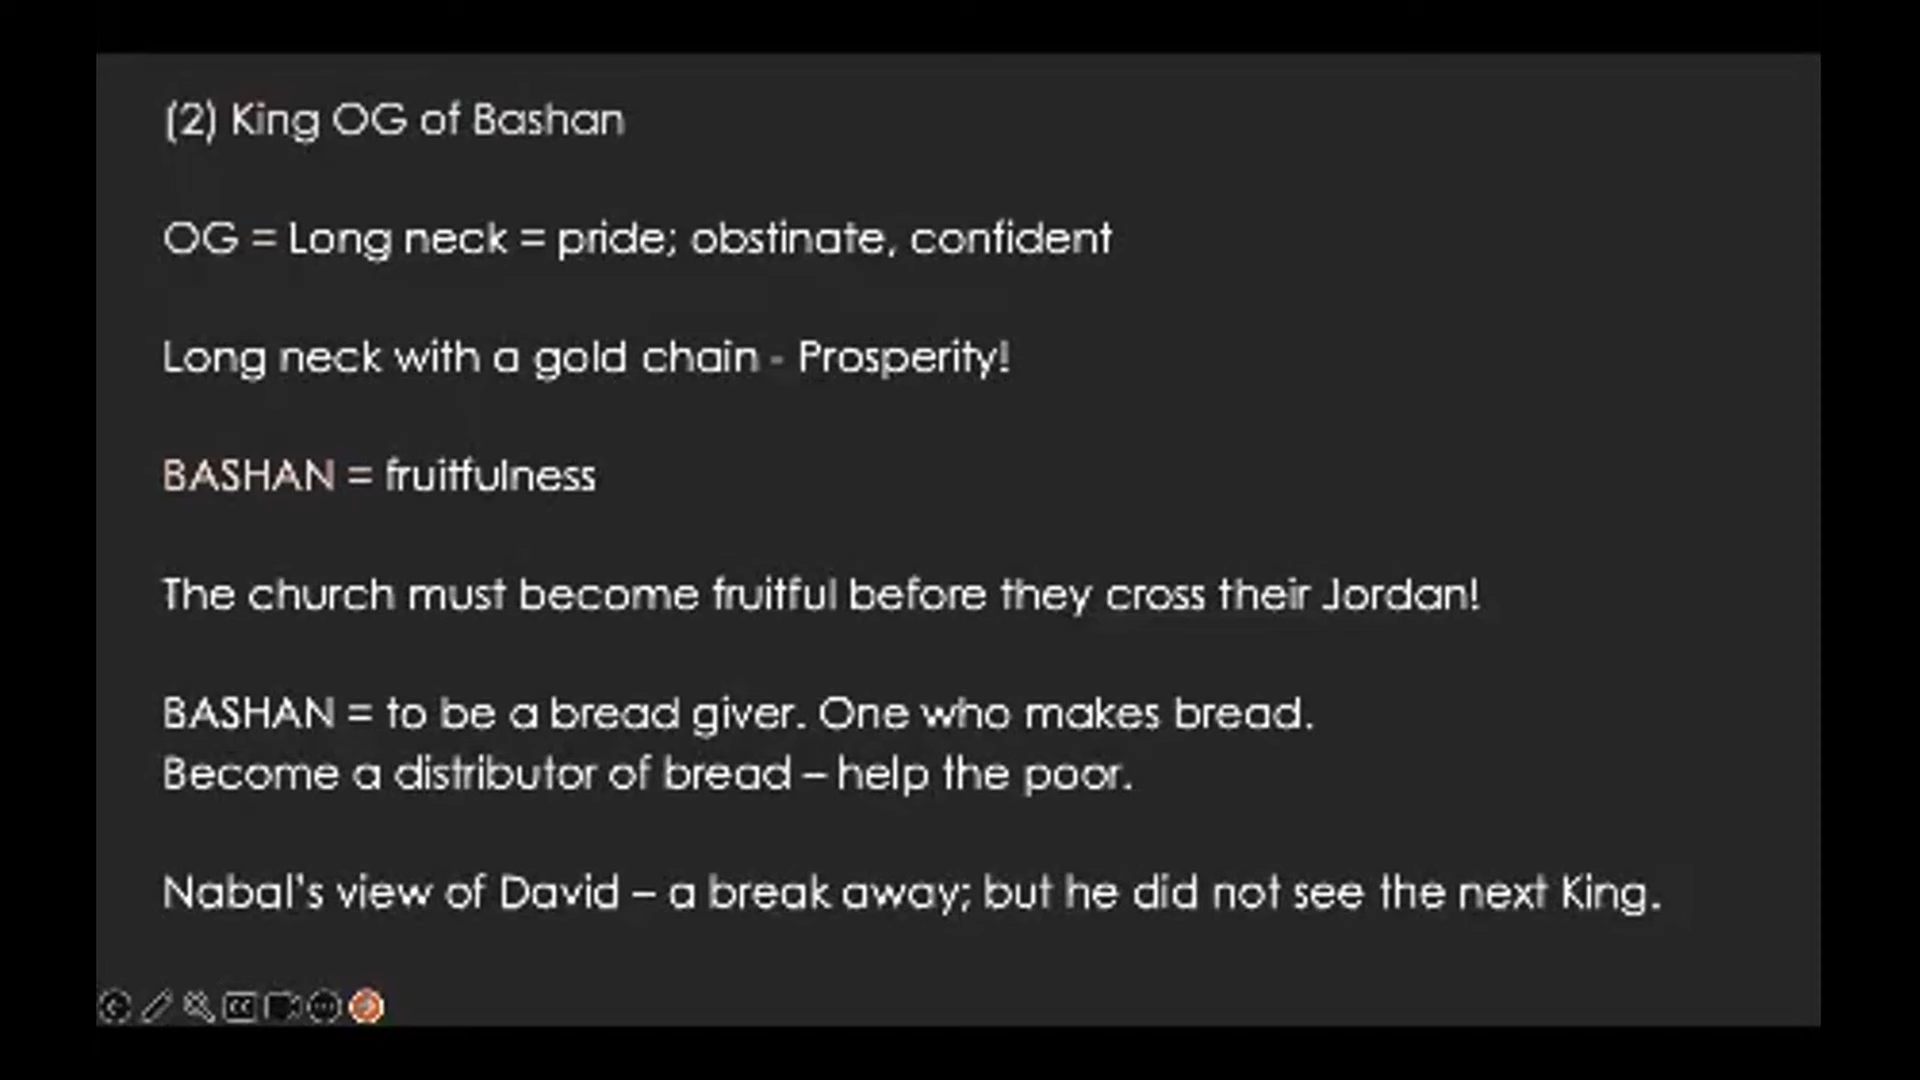 (2) King OG of Bashan
OG = Long neck = pride; obstinate, confident
Long neck with a gold chain - Prosperity!
BASHAN = fruitfulness
The church must become fruitful before they cross their Jordan!
BASHAN = to be a bread giver. One who makes bread.
Become a distributor of bread – help the poor.
Nabal's view of David – a break away; but he did not see the next King.
CC